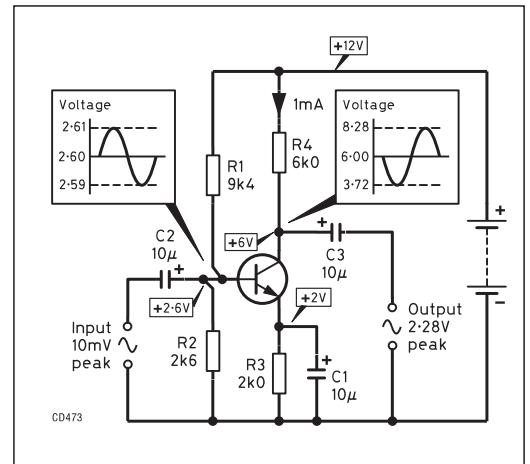 +12V
Voltage
2·61
2·60
2·59
1mA
Voltage
8·28
6·00
3·72
R4
6k0
R1
9k4
C2
10μ
+6V
C3
10μ
+2·6V
+2V
Input
10mV
peak
R2
2k6
R3
2k0
C1
10μ
Output
2·28V
peak
CD473
+
+
+
+
−